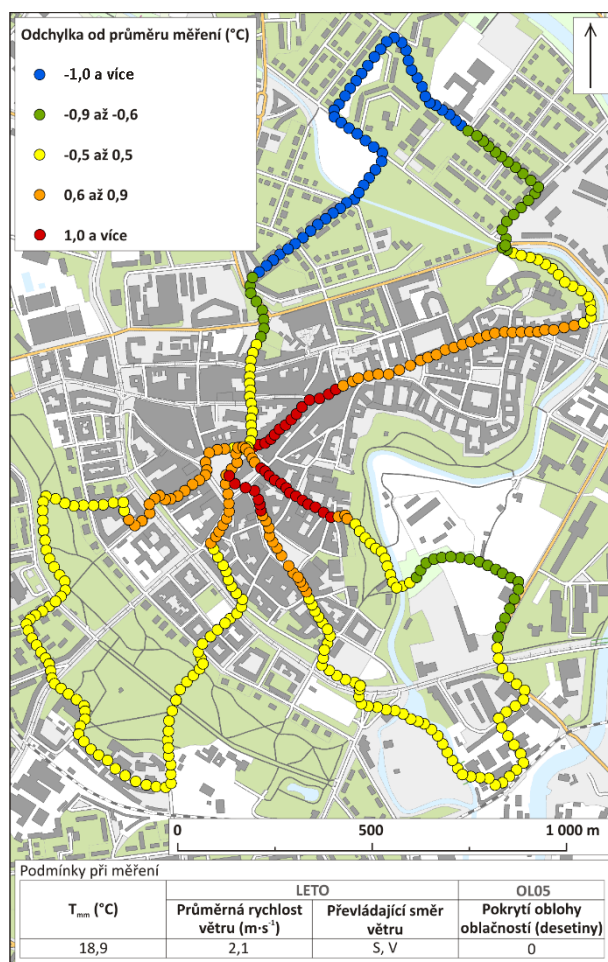 Odchylka od průměru měření (°C)
-1,0 a více
-0,9 až -0,6
-0,5 až 0,5
0,6 až 0,9
1,0 a více
0 500 1 000 m
Podmínky při měření
LETO OL05
Tmm (°C) Průměrná rychlost větru (m·s⁻¹) Převládající směr větru Pokrytí oblohy oblačností (desetiny)
18,9 2,1 S, V 0